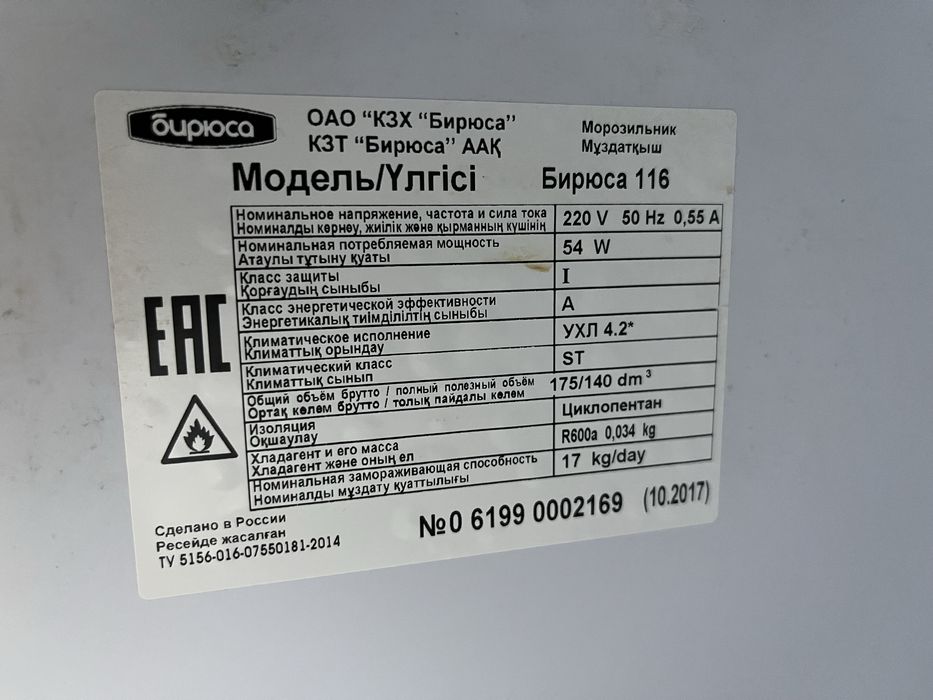 бирюса
ОАО “КЗХ “Бирюса”
КЗТ “Бирюса” ААҚ
Морозильник
Мұздатқыш
Модель/Үлгісі Бирюса 116
Номинальное напряжение, частота и сила тока
Номиналды кернеу, жиілік және қырманның күшінің
220 V 50 Hz 0,55 A
Номинальная потребляемая мощность
Атаулы тұтыну қуаты
54 W
Класс защиты
Қорғаудың сыныбы
I
Класс энергетической эффективности
Энергетикалық тиімділілтің сыныбы
A
Климатическое исполнение
Климаттық орындау
УХЛ 4.2*
Климатический класс
Климаттық сынып
ST
Общий объём брутто / полный полезный объём
Ортақ көлем брутто / толық пайдалы көлем
175/140 dm³
Изоляция
Оқшаулау
Циклопентан
Хладагент и его масса
Хладагент және оның ел
R600a 0,034 kg
Номинальная замораживающая способность
Номиналды мұздату қуаттылығы
17 kg/day
EAC
Сделано в России
Ресейде жасалған
ТУ 5156-016-07550181-2014
№0 6199 0002169 (10.2017)